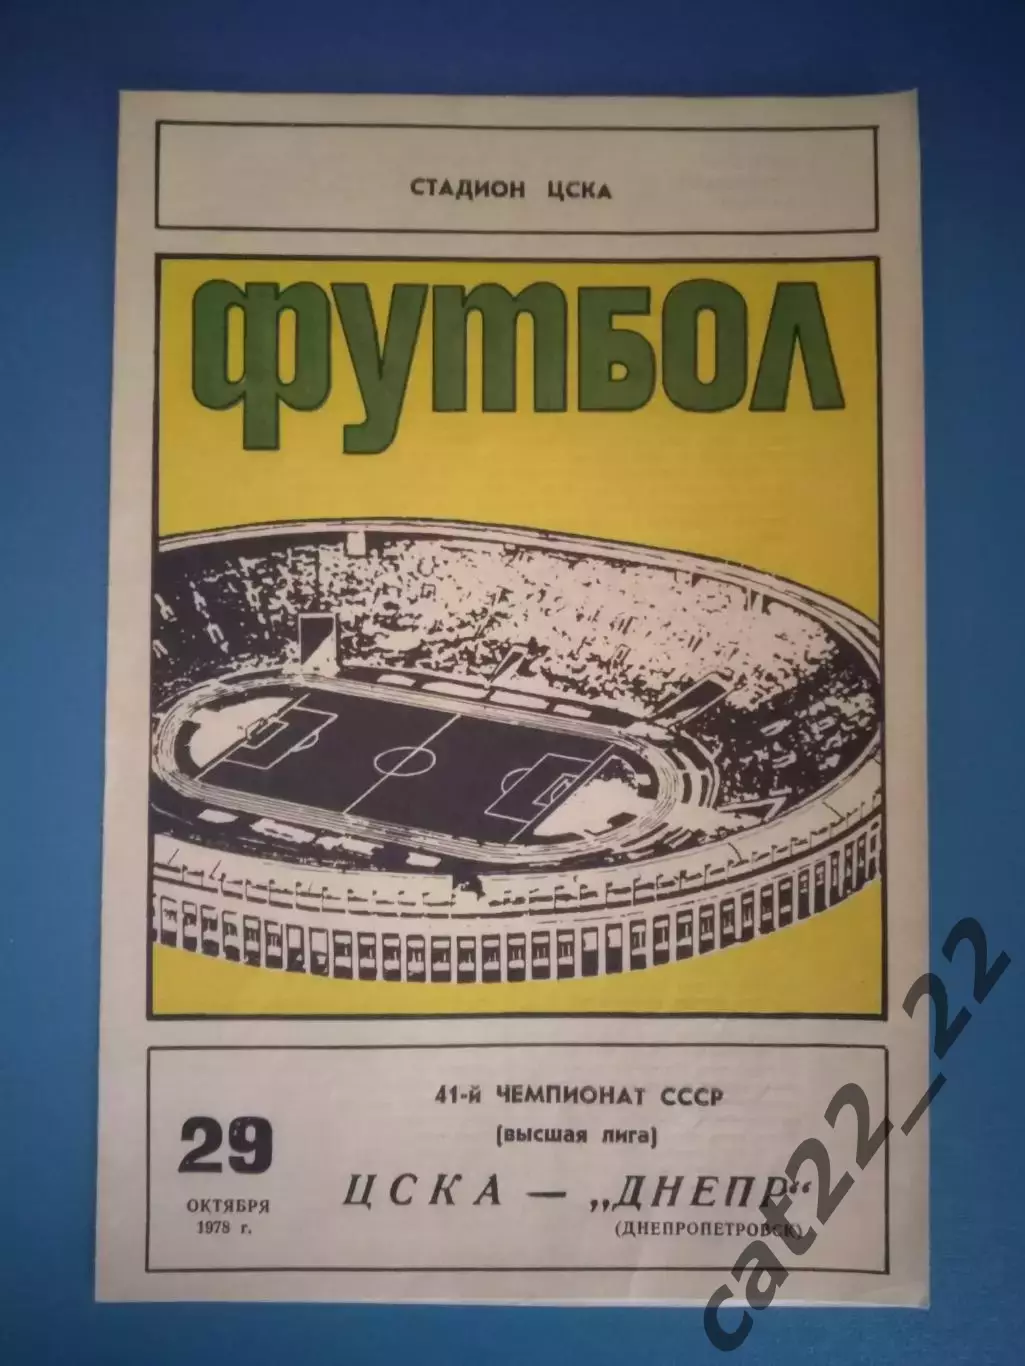 СТАДИОН ЦСКА
ФУТБОЛ
41-й ЧЕМПИОНАТ СССР
(высшая лига)
29
ОКТЯБРЯ
1978 г.
ЦСКА — „ДНЕПР“
(ДНЕПРОПЕТРОВСК)
cat22_22